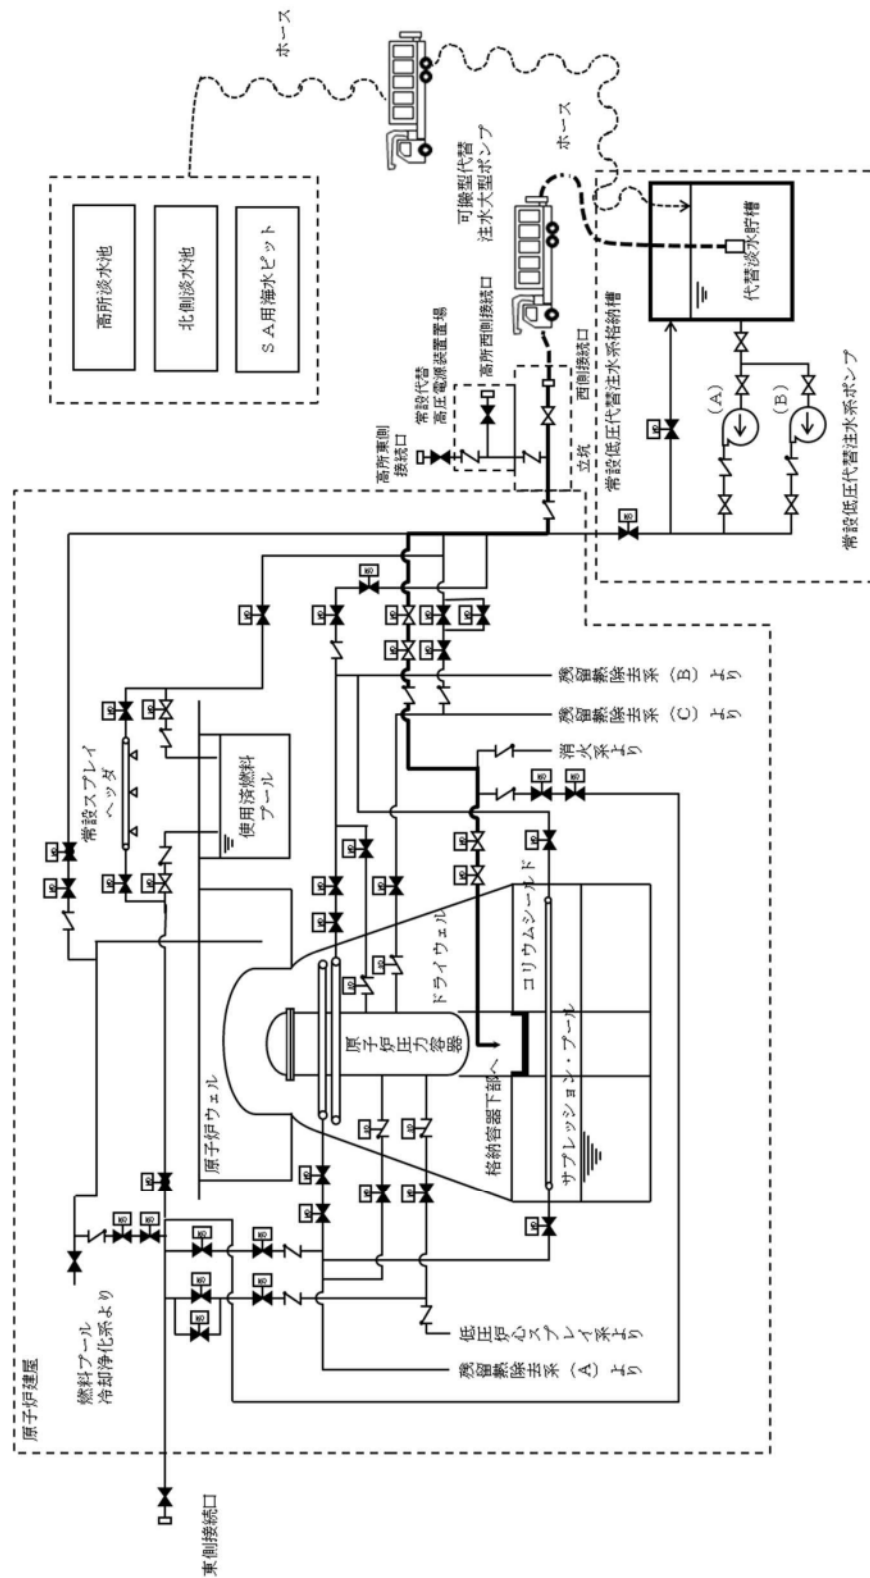 原子炉建屋
東側接続口
燃料プール
冷却浄化系より
原子炉ウェル
常設スプレイ
ヘッダ
使用済燃料
プール
原子炉圧力容器
ドライウェル
格納容器下部へ
コリウムシールド
サプレッション・プール
低圧炉心スプレイ系より
残留熱除去系（A）より
残留熱除去系（B）より
残留熱除去系（C）より
消火系より
高所東側
接続口
常設代替
高圧電源装置置場
高所西側接続口
西側接続口
立坑
高所淡水池
北側淡水池
ＳＡ用海水ピット
ホース
可搬型代替
注水大型ポンプ
ホース
常設低圧代替注水系格納槽
代替淡水貯槽
（A）
（B）
常設低圧代替注水系ポンプ